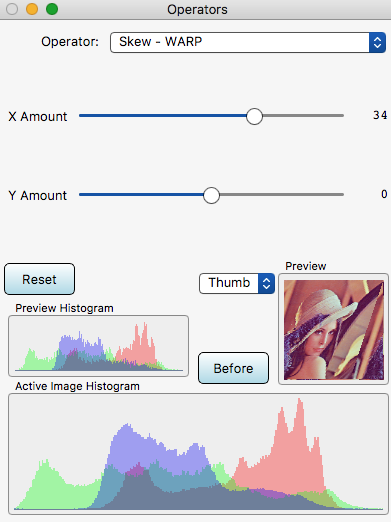 Operators
Operator: Skew - WARP
X Amount 34
Y Amount 0
Reset Thumb Preview
Preview Histogram
Before
Active Image Histogram